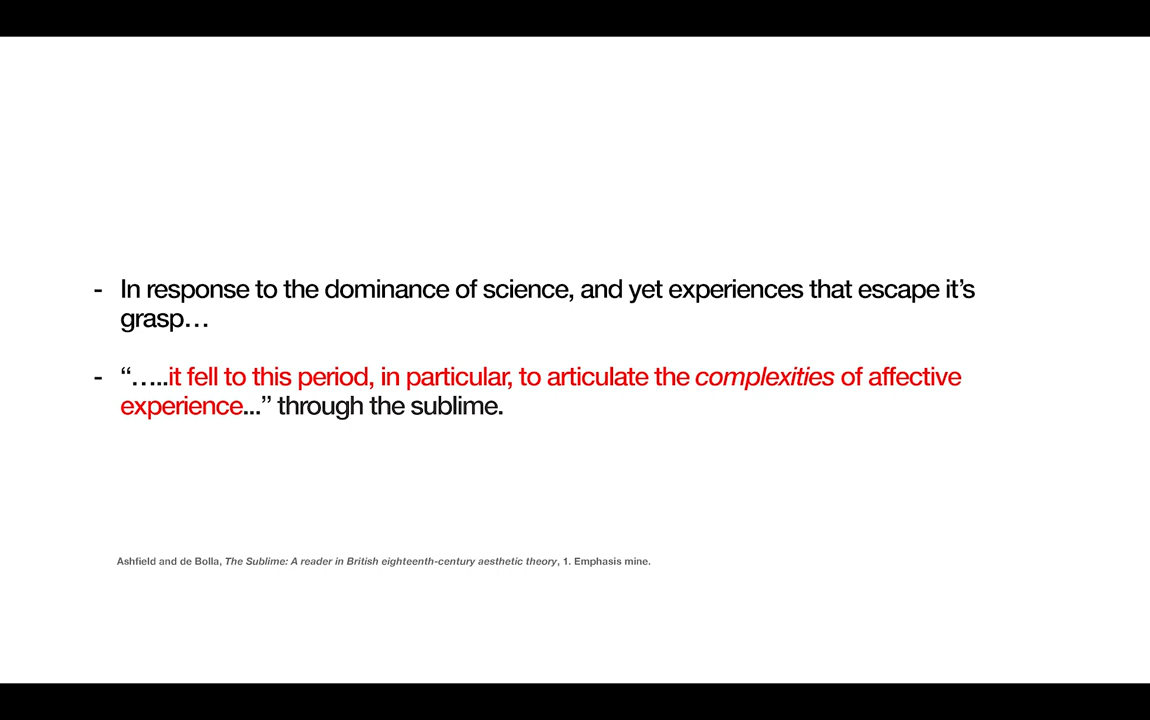 - In response to the dominance of science, and yet experiences that escape it’s
grasp…
- “…..it fell to this period, in particular, to articulate the complexities of affective
experience...” through the sublime.
Ashfield and de Bolla, The Sublime: A reader in British eighteenth-century aesthetic theory, 1. Emphasis mine.